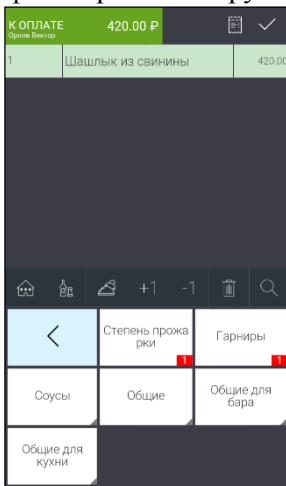 К ОПЛАТЕ 420.00 ₽
Орлов Виктор
1 Шашлык из свинины 420.00
+1 -1
Степень прожа
рки
1
Гарниры
1
Соусы
Общие
Общие для
бара
Общие для
кухни